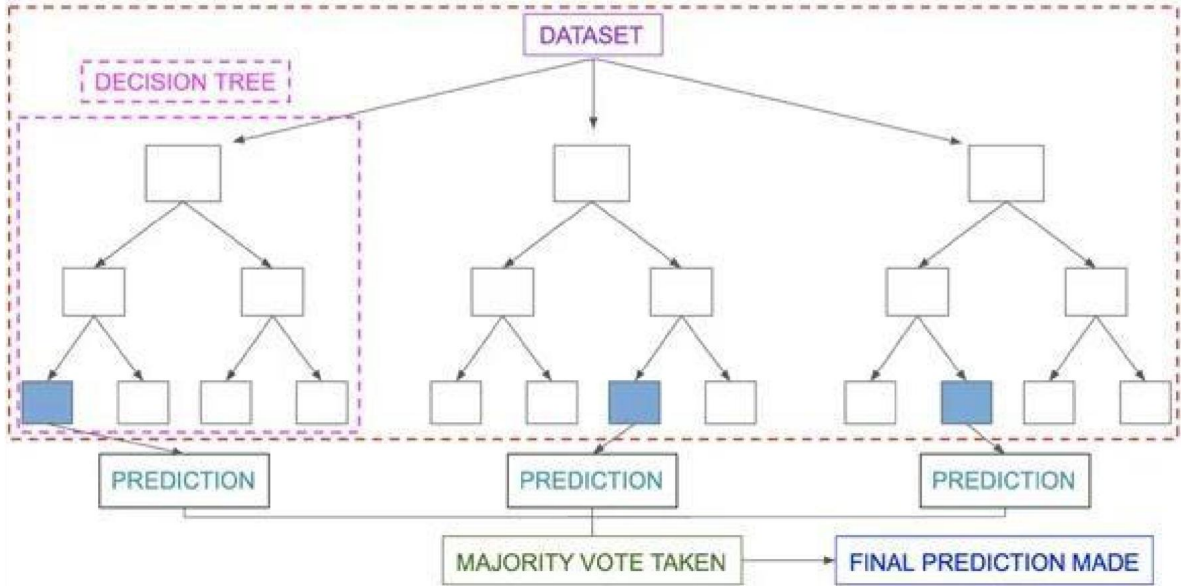 DATASET
DECISION TREE
PREDICTION
PREDICTION
PREDICTION
MAJORITY VOTE TAKEN
FINAL PREDICTION MADE